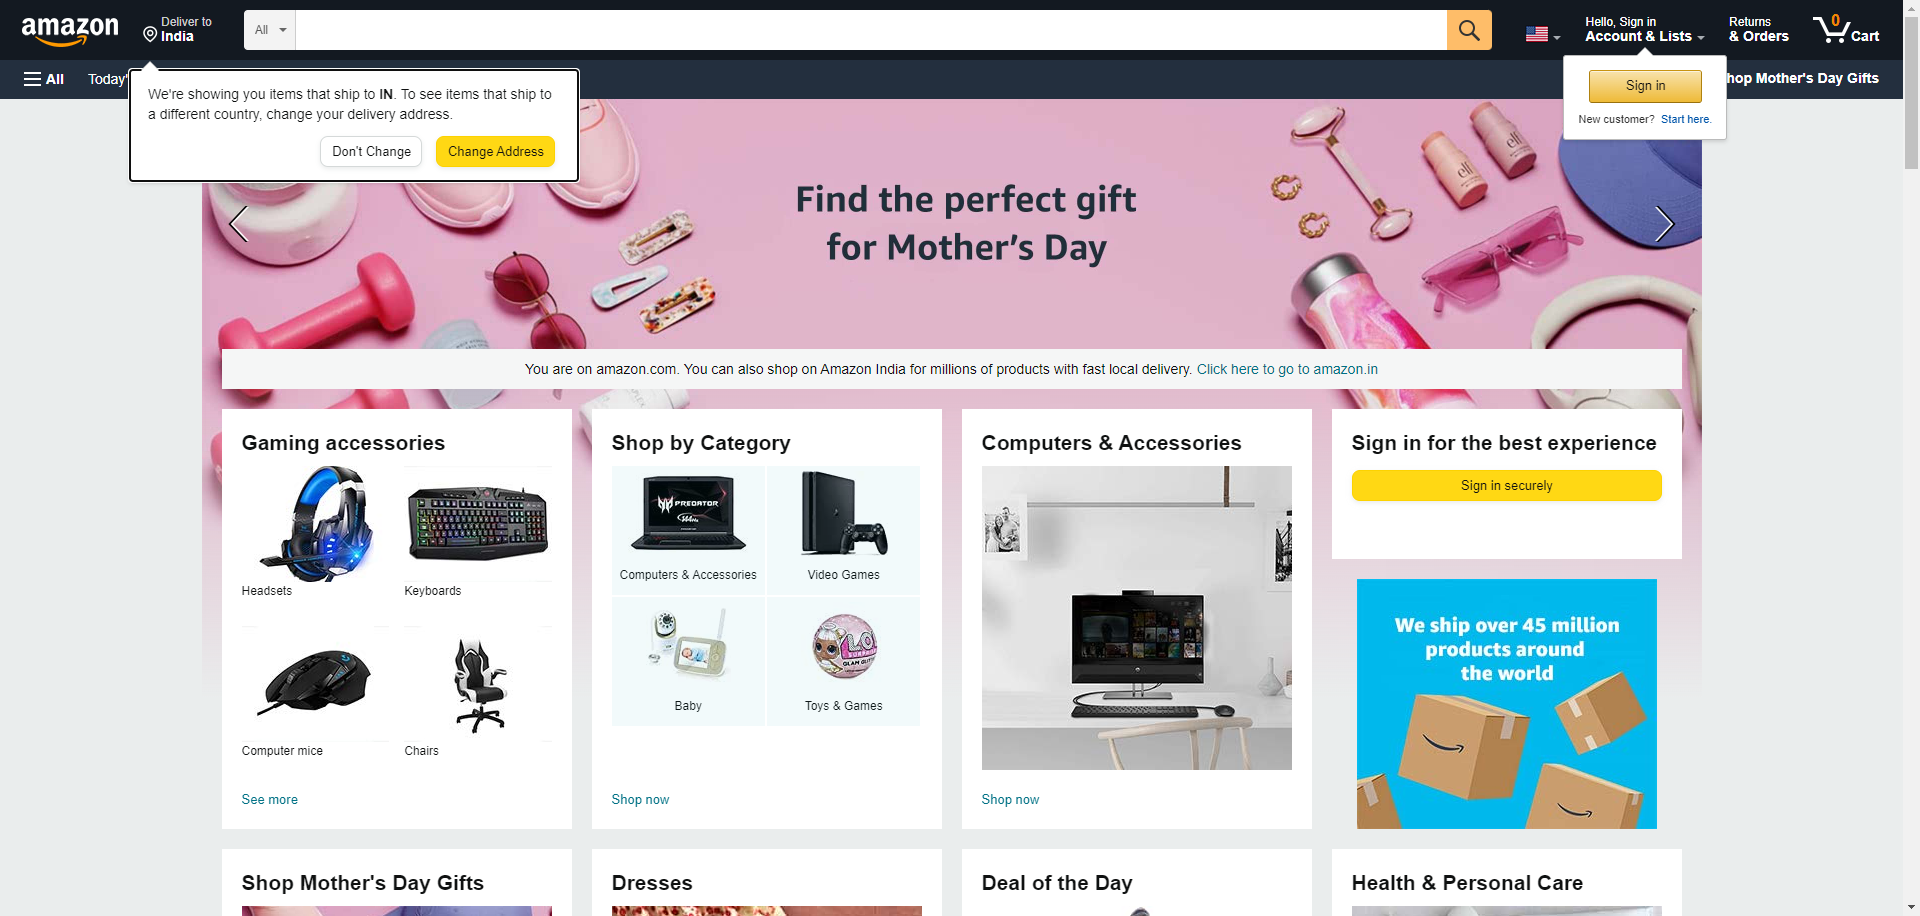 amazon
Deliver to
India
All
Hello, Sign in
Account & Lists
Returns
& Orders
0
Cart
All
Today'
hop Mother's Day Gifts
We're showing you items that ship to IN. To see items that ship to
a different country, change your delivery address.
Don't Change
Change Address
Sign in
New customer? Start here.
Find the perfect gift
for Mother's Day
elf
elf
You are on amazon.com. You can also shop on Amazon India for millions of products with fast local delivery. Click here to go to amazon.in
Gaming accessories
Headsets
Keyboards
Computer mice
Chairs
See more
Shop by Category
PREDATOR
Computers & Accessories
Video Games
L.O.L.
SURPRISE
GLAM GLITTER
Baby
Toys & Games
Shop now
Computers & Accessories
Shop now
Sign in for the best experience
Sign in securely
We ship over 45 million
products around
the world
Shop Mother's Day Gifts
Dresses
Deal of the Day
Health & Personal Care